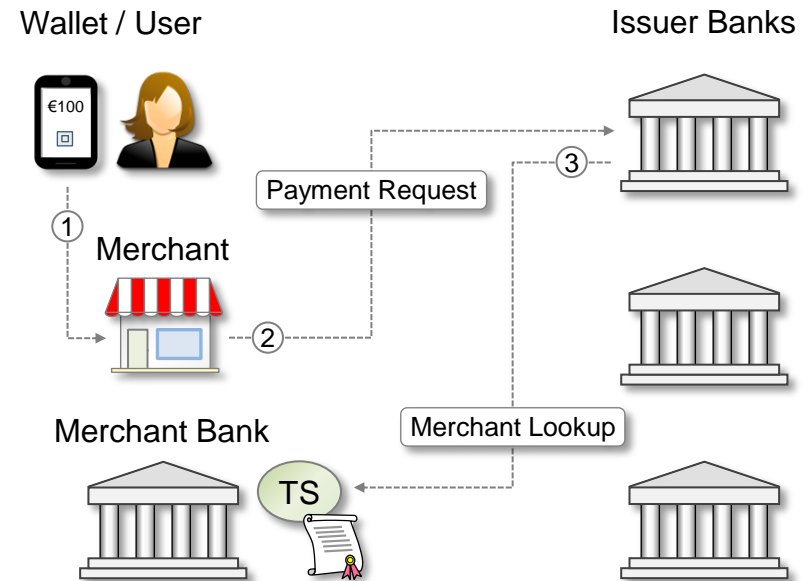 Wallet / User
Issuer Banks
€100
3
Payment Request
1
Merchant
2
Merchant Lookup
Merchant Bank
TS